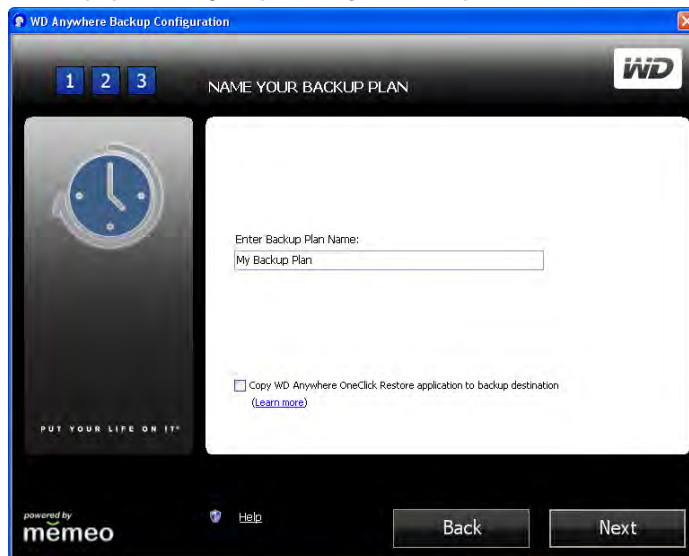 WD Anywhere Backup Configuration
1 2 3
NAME YOUR BACKUP PLAN
WD
Enter Backup Plan Name:
My Backup Plan
Copy WD Anywhere OneClick Restore application to backup destination
(Learn more)
PUT YOUR LIFE ON IT®
powered by
mĕmeo
Help
Back
Next